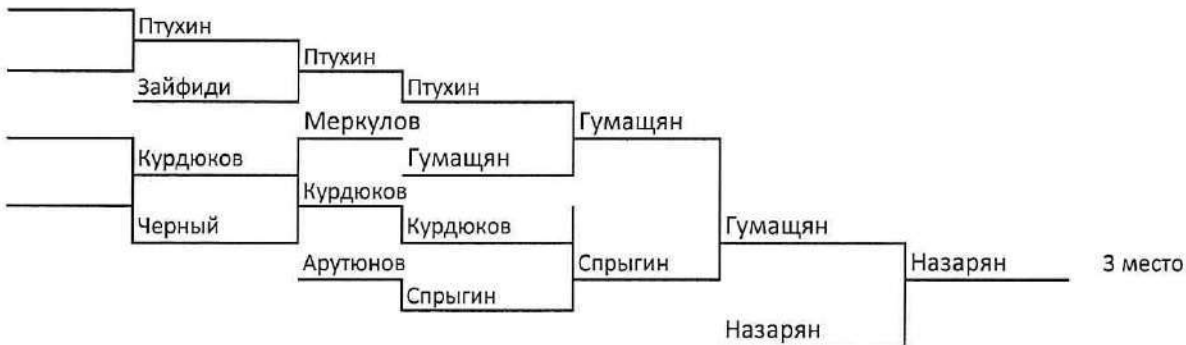 Птухин
Птухин
Зайфиди
Птухин
Меркулов
Гумащян
Курдюков
Гумащян
Курдюков
Черный
Курдюков
Гумащян
Арутюнов
Спрыгин
Назарян
3 место
Спрыгин
Назарян